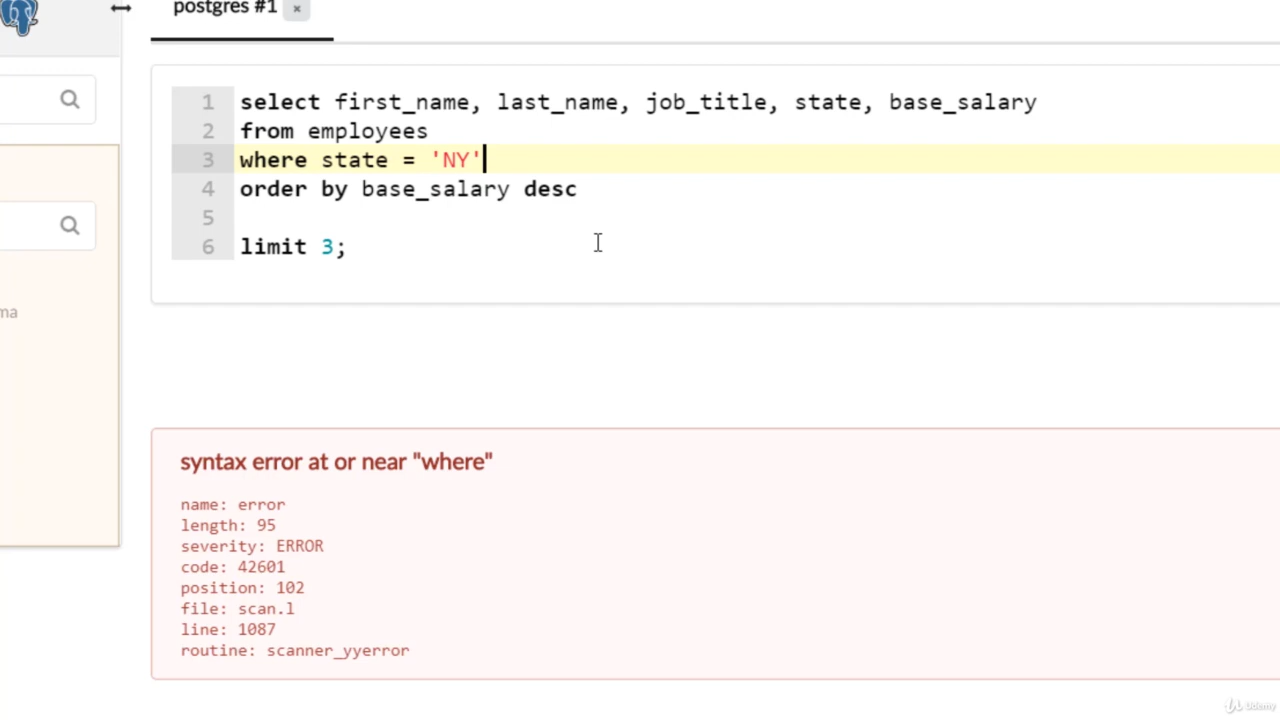 postgres #1 ×
1 select first_name, last_name, job_title, state, base_salary
2 from employees
3 where state = 'NY'
4 order by base_salary desc
5
6 limit 3;
ma
syntax error at or near "where"
name: error
length: 95
severity: ERROR
code: 42601
position: 102
file: scan.l
line: 1087
routine: scanner_yyerror
Udemy